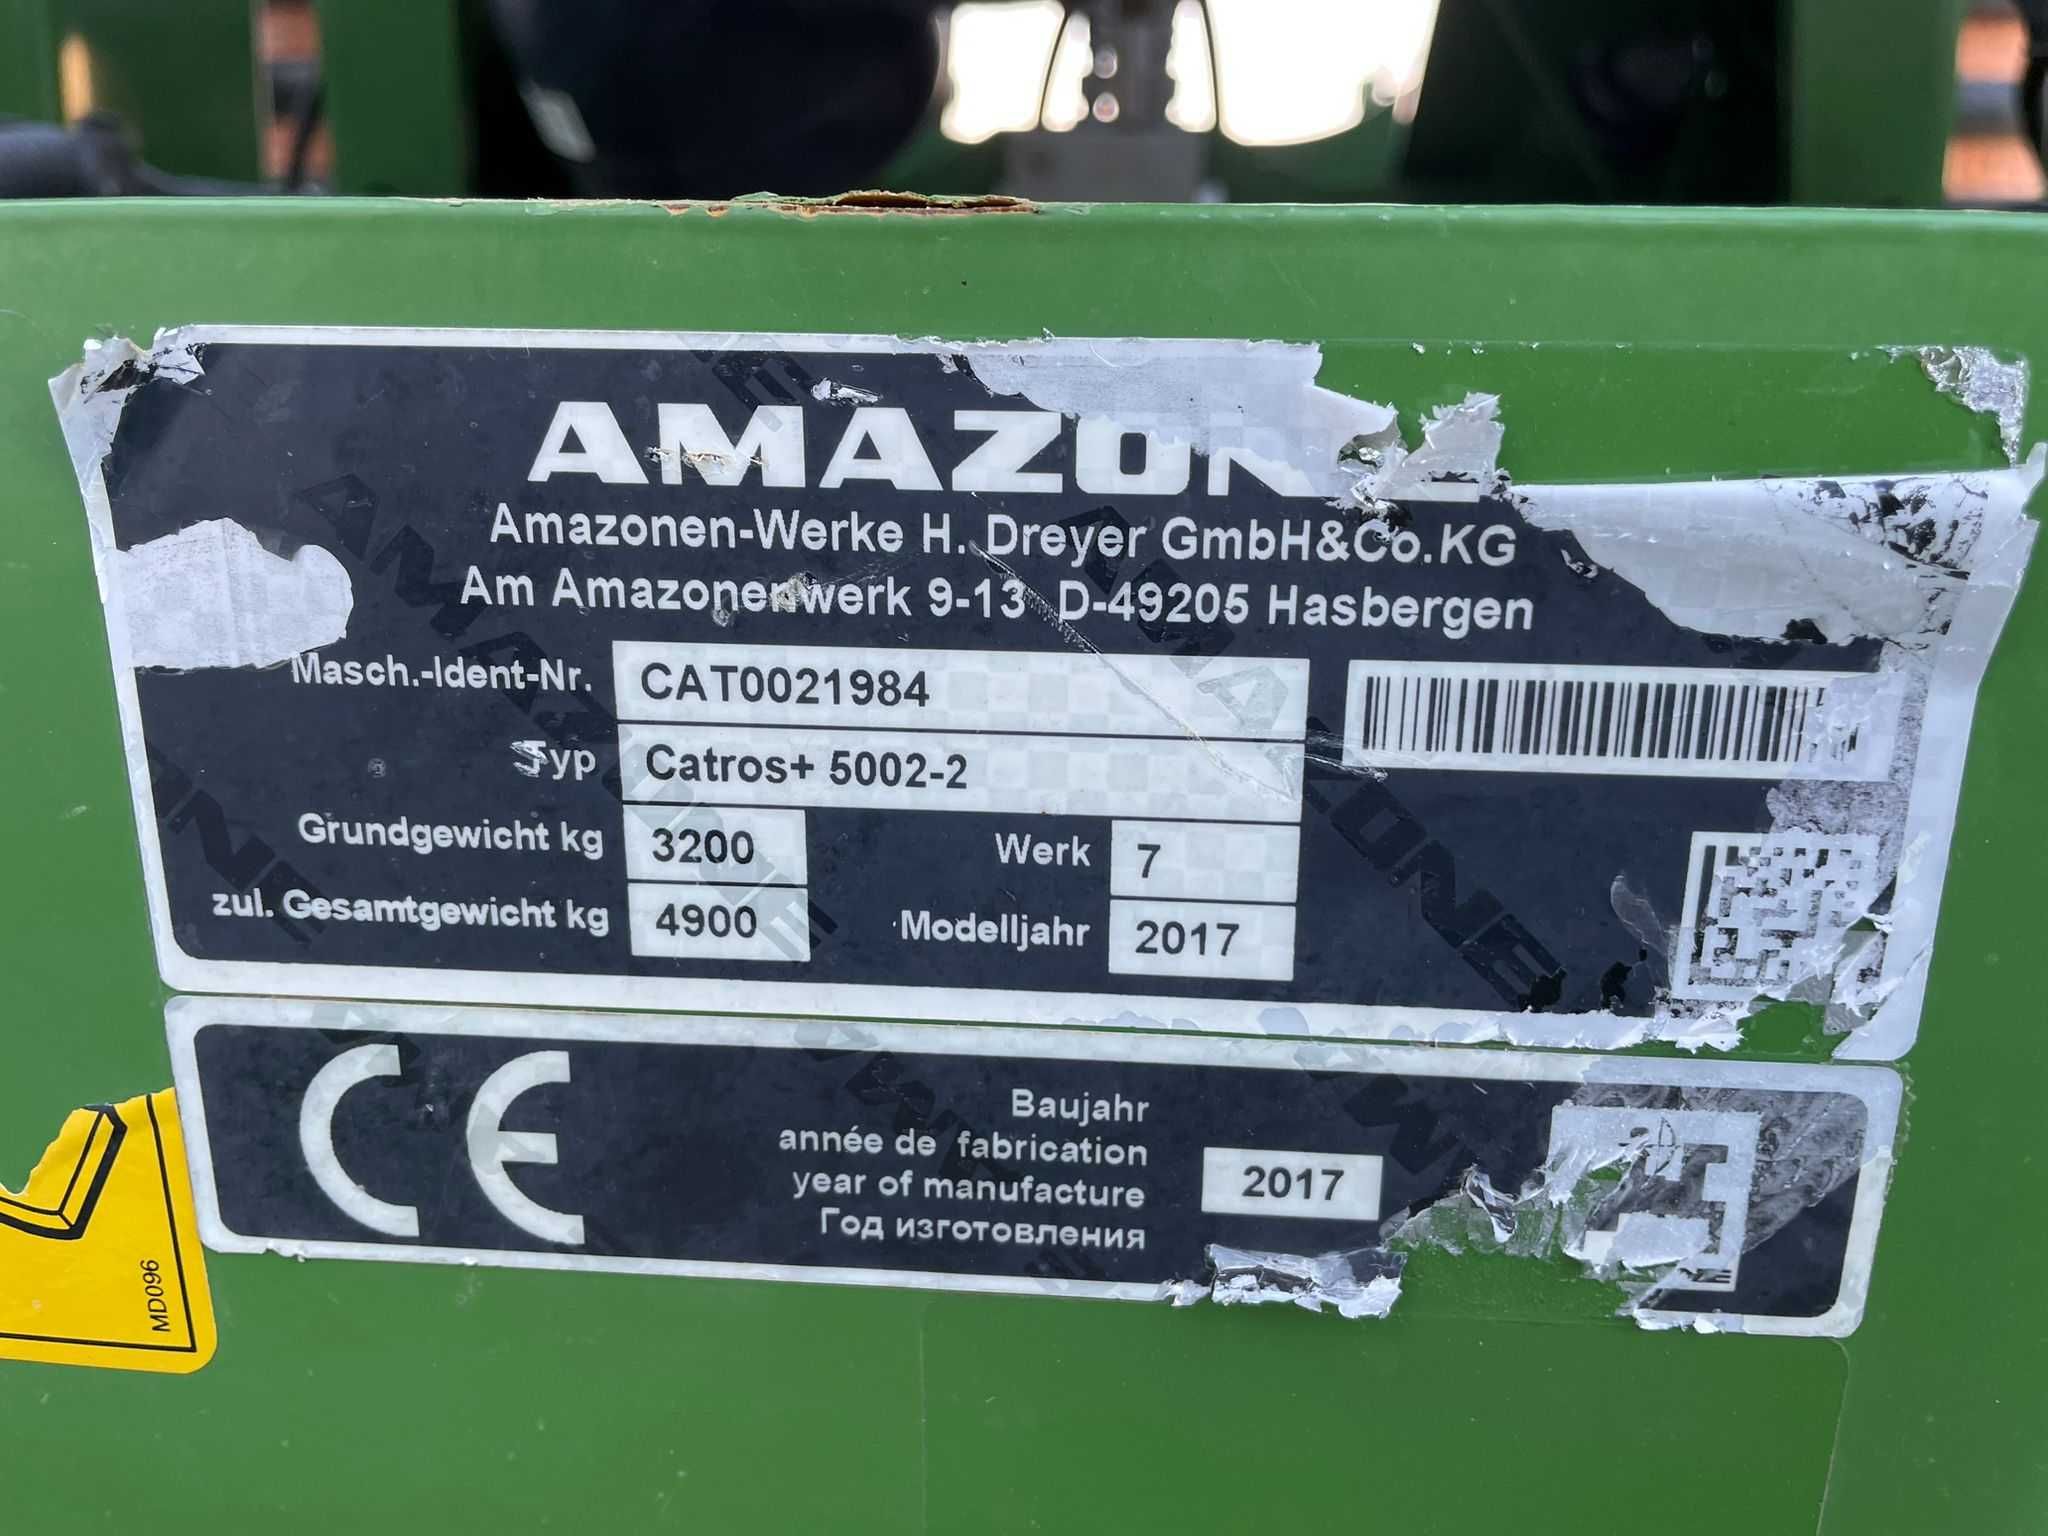 AMAZONE
Amazonen-Werke H. Dreyer GmbH&Co.KG
Am Amazonenwerk 9-13 D-49205 Hasbergen
Masch.-Ident-Nr. CAT0021984
Typ Catros+ 5002-2
Grundgewicht kg 3200 Werk 7
zul. Gesamtgewicht kg 4900 Modelljahr 2017
CE
Baujahr
année de fabrication
year of manufacture 2017
Год изготовления
MD096